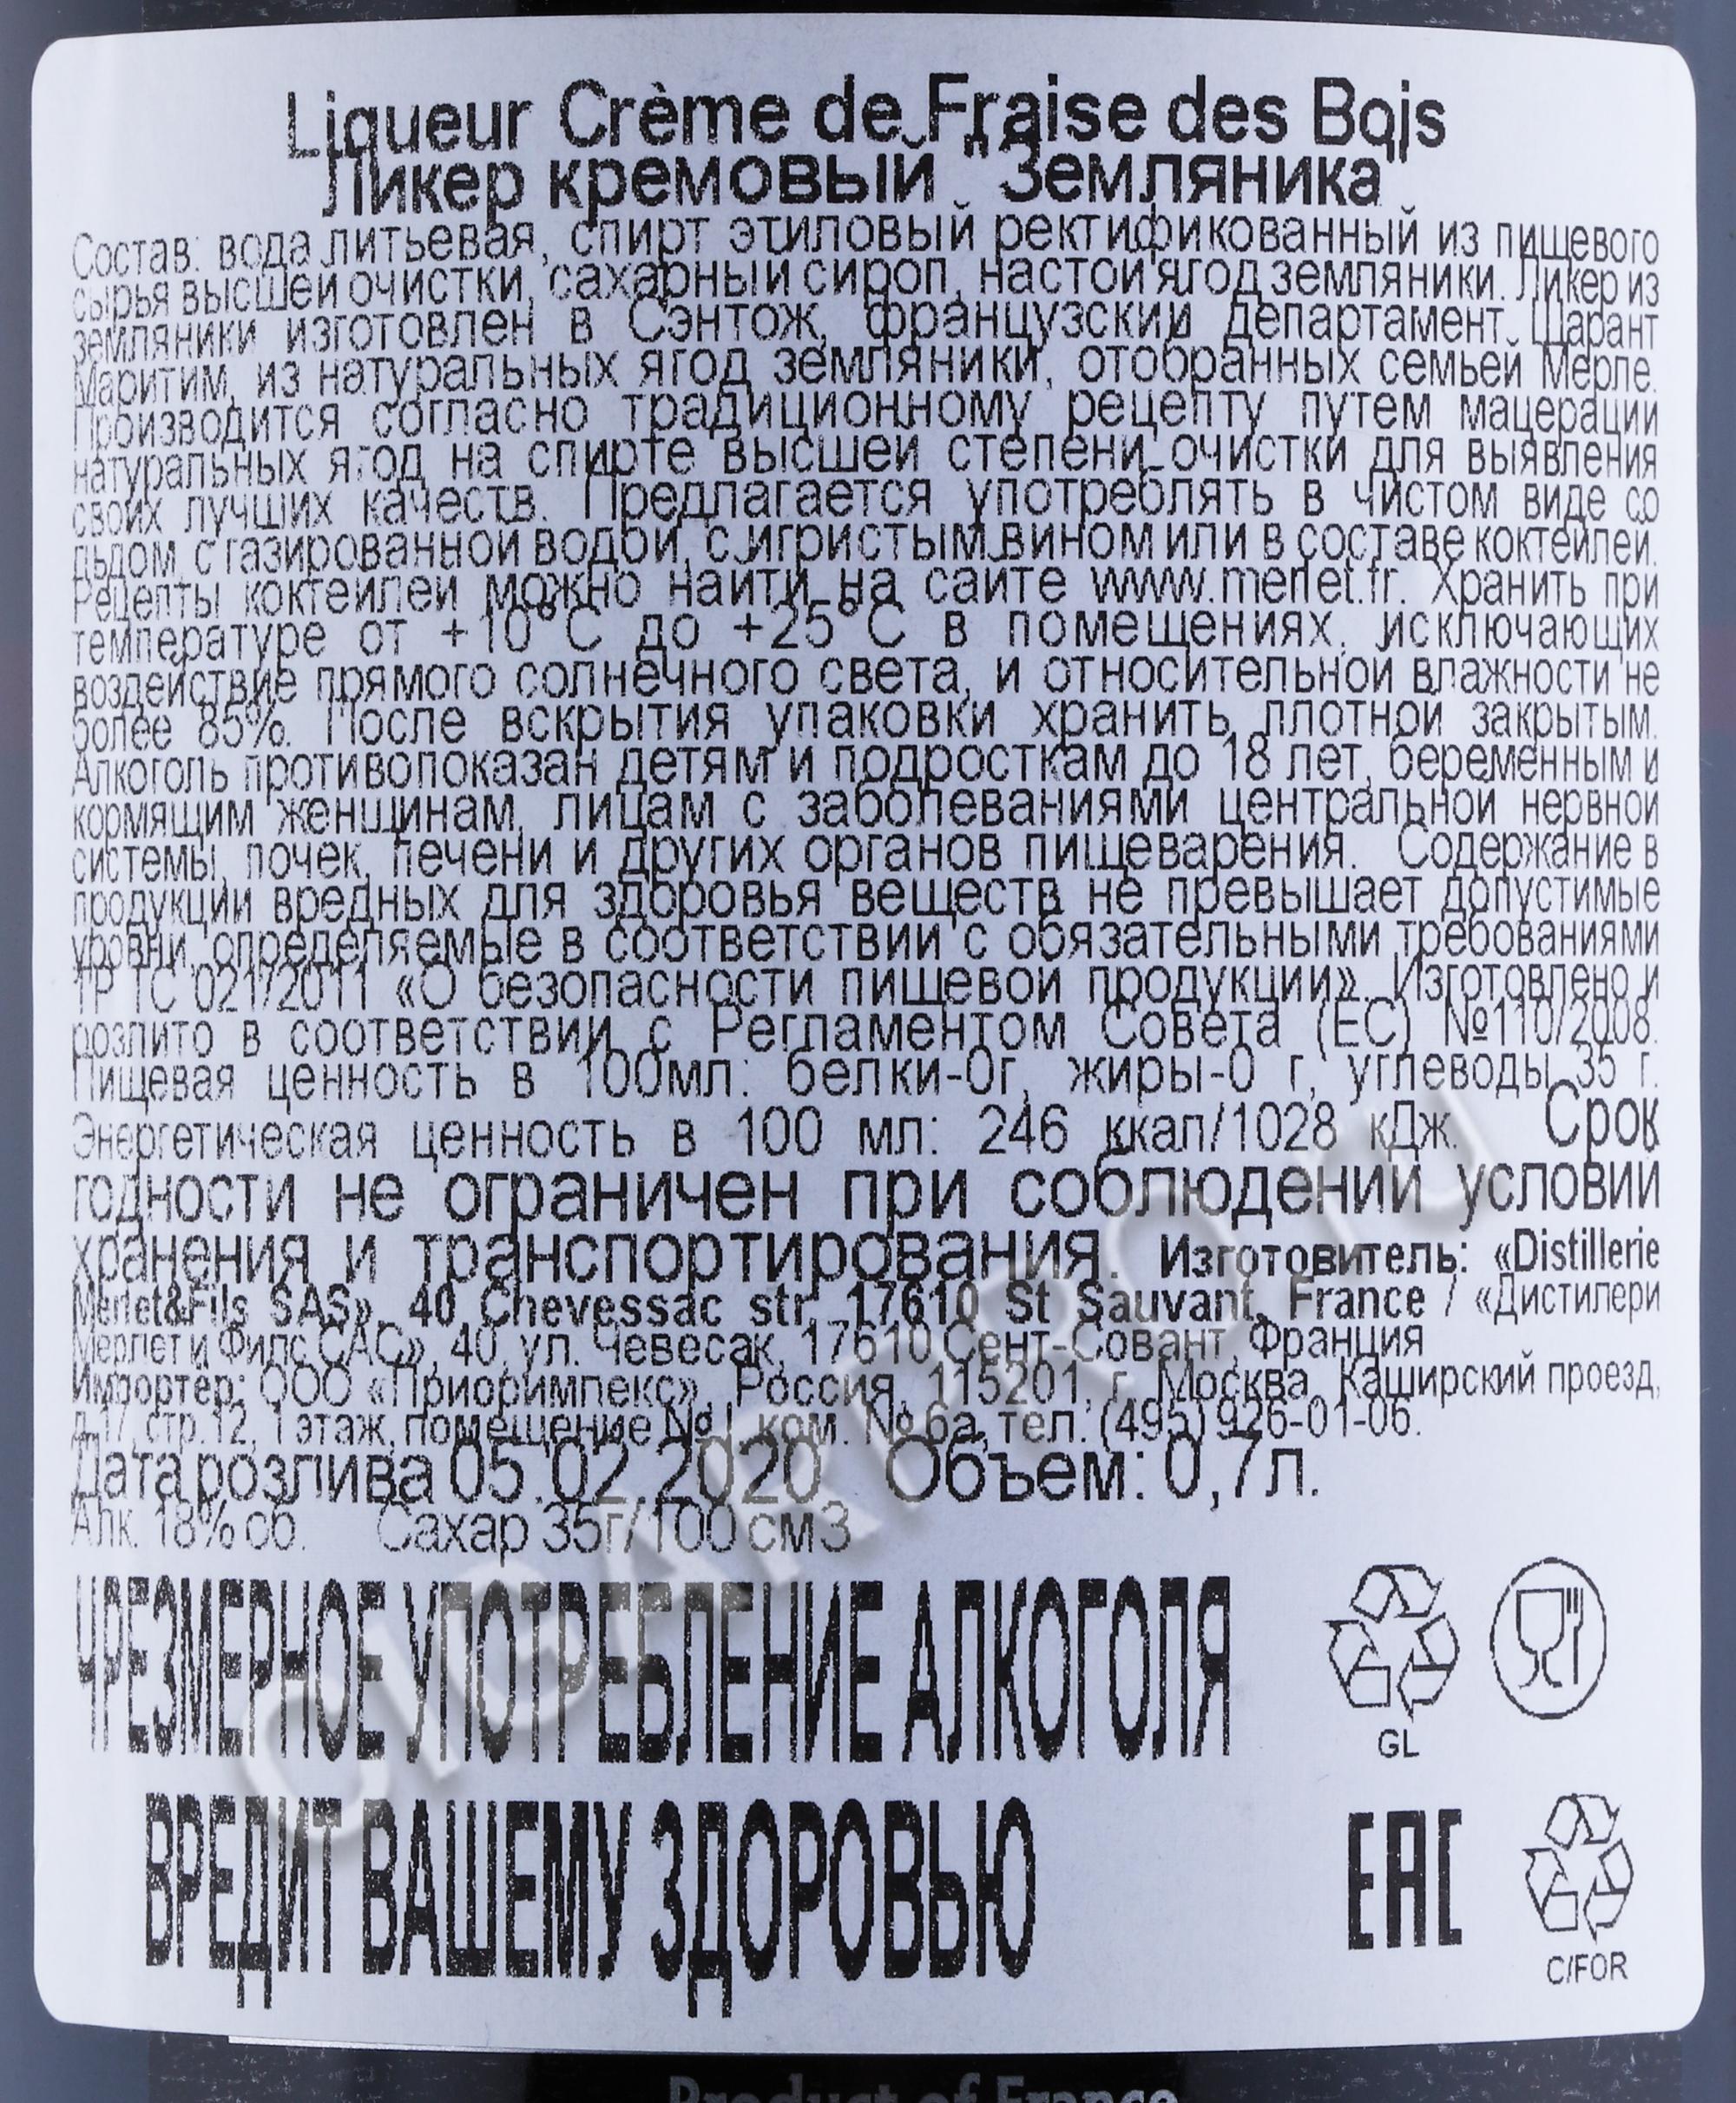 Liqueur Crème de Fraise des Bois
Ликер кремовый "Земляника"
Состав: вода питьевая, спирт этиловый ректификованный из пищевого
сырья высшей очистки, сахарный сироп, настой ягод земляники. Ликер из
земляники изготовлен в Сэнтож, французский департамент Шарант
Маритим, из натуральных ягод земляники, отобранных семьей Мерле.
Производится согласно традиционному рецепту путем мацерации
натуральных ягод на спирте высшей степени очистки для выявления
своих лучших качеств. Предлагается употреблять в чистом виде со
льдом, с газированной водой, с игристым вином или в составе коктейлей.
Рецепты коктейлей можно найти на сайте www.merlet.fr. Хранить при
температуре от +10°С до +25°С в помещениях, исключающих
воздействие прямого солнечного света, и относительной влажности не
более 85%. После вскрытия упаковки хранить плотной закрытым.
Алкоголь противопоказан детям и подросткам до 18 лет, беременным и
кормящим женщинам, лицам с заболеваниями центральной нервной
системы, почек, печени и других органов пищеварения. Содержание в
продукции вредных для здоровья веществ не превышает допустимые
уровни, определяемые в соответствии с обязательными требованиями
ТР ТС 021/2011 «О безопасности пищевой продукции». Изготовлено и
розлито в соответствии с Регламентом Совета (ЕС) №110/2008.
Пищевая ценность в 100мл: белки-0г, жиры-0 г, углеводы 35 г.
Энергетическая ценность в 100 мл: 246 ккал/1028 кДж. Срок
годности не ограничен при соблюдении условий
хранения и транспортирования. Изготовитель: «Distillerie
Merlet&Fils SAS», 40, Chevessac str., 17610 St Sauvant, France / «Дистилери
Мерлет и Филс САС», 40, ул. Чевесак, 17610 Сент-Совант, Франция
Импортер: ООО «Приоримпекс», Россия, 115201, г. Москва, Каширский проезд,
д.17, стр.12, 1 этаж, помещение № I, ком. № 6а, тел. (495) 926-01-06.
Дата розлива 05.02.2020 Объем: 0,7л.
Алк. 18% об. Сахар 35г/100 см3
ЧРЕЗМЕРНОЕ УПОТРЕБЛЕНИЕ АЛКОГОЛЯ
GL
ВРЕДИТ ВАШЕМУ ЗДОРОВЬЮ
EAC
C/FOR
CIGARPRO.RU
Product of France